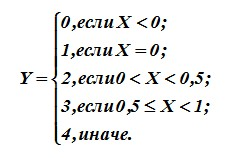 0,если X < 0;
1,если X = 0;
Y = 2,если0 < X < 0,5;
3,если0,5 ≤ X < 1;
4,иначе.